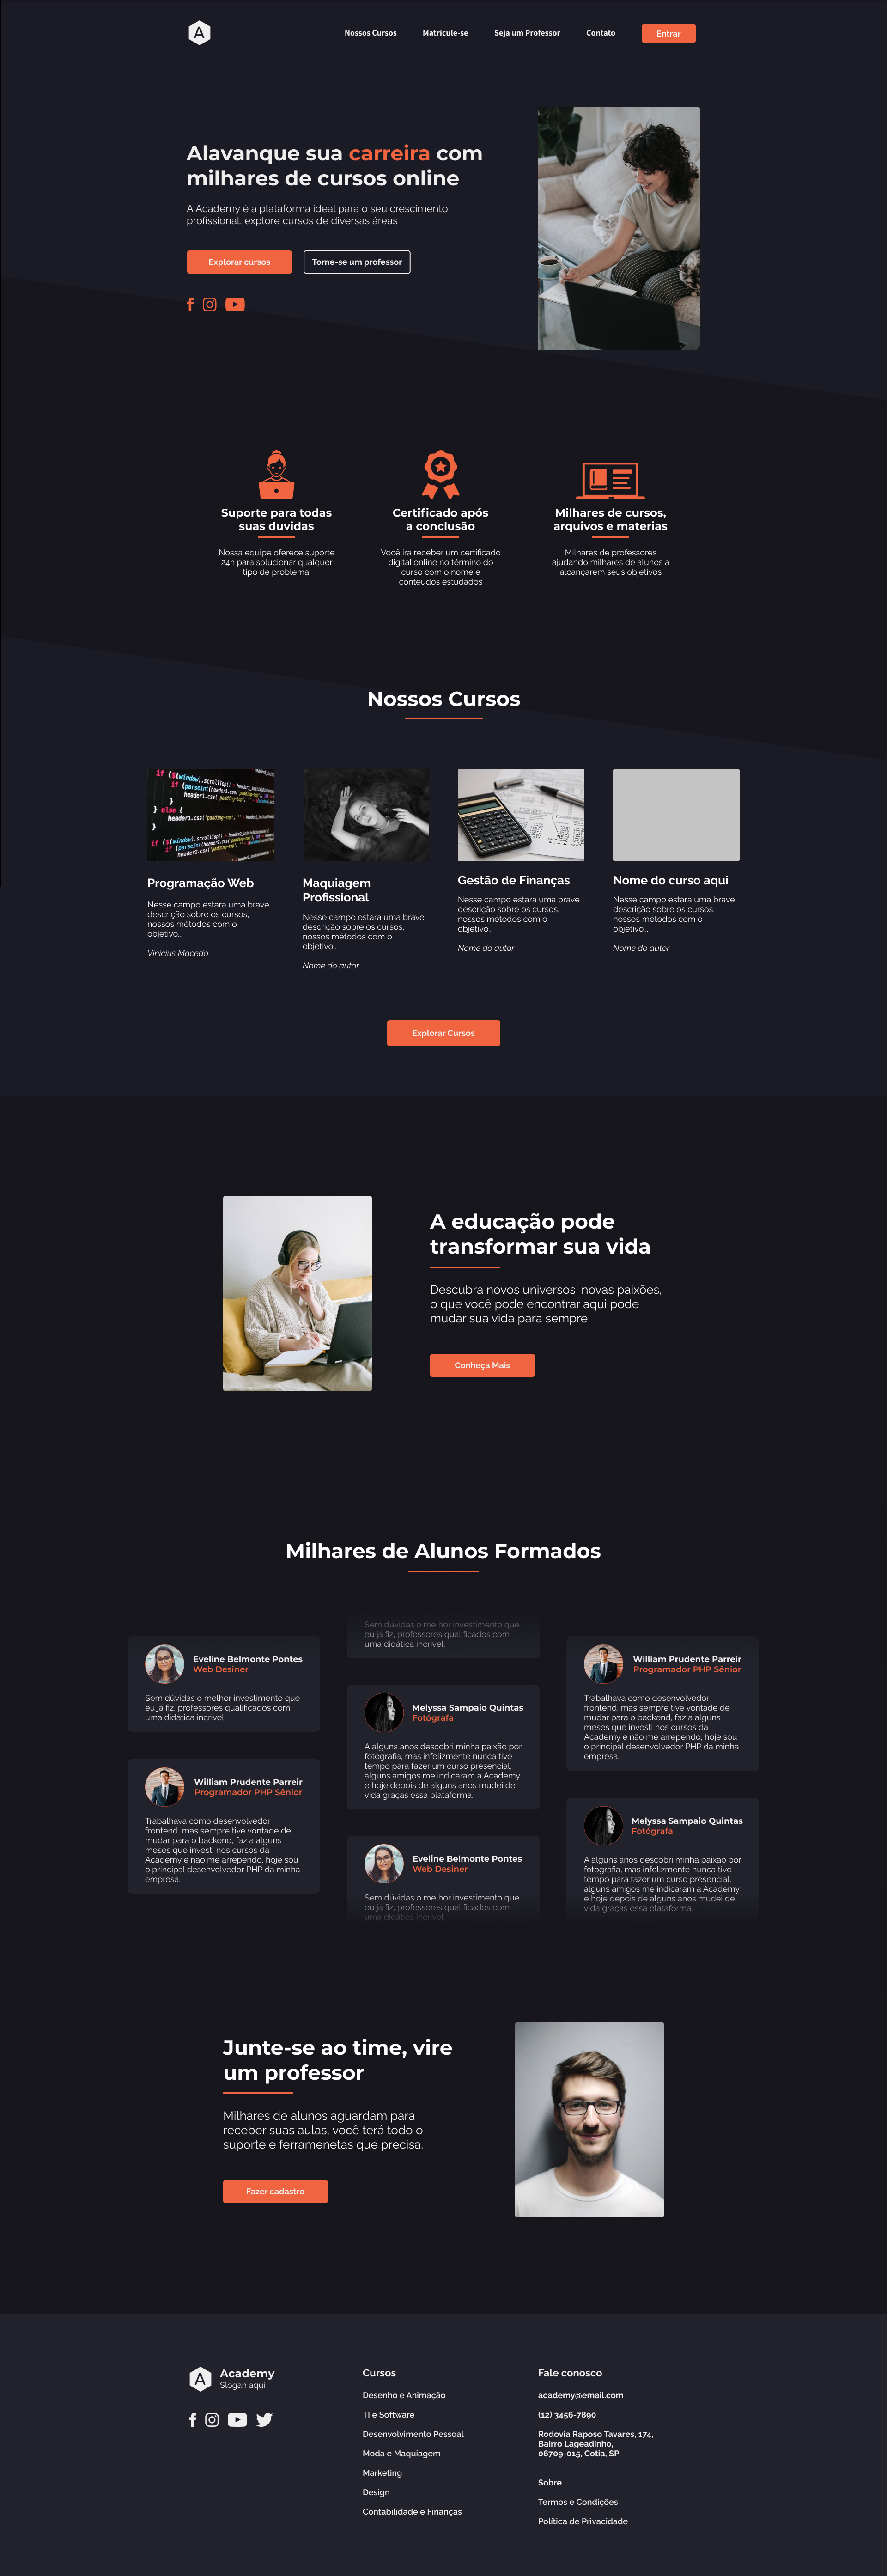 A
Nossos Cursos
Matricule-se
Seja um Professor
Contato
Entrar
Alavanque sua carreira com
milhares de cursos online
A Academy é a plataforma ideal para o seu crescimento
profissional, explore cursos de diversas áreas
Explorar cursos
Torne-se um professor
Suporte para todas
suas duvidas
Nossa equipe oferece suporte
24h para solucionar qualquer
tipo de problema.
Certificado após
a conclusão
Você ira receber um certificado
digital online no término do
curso com o nome e
conteúdos estudados
Milhares de cursos,
arquivos e materias
Milhares de professores
ajudando milhares de alunos a
alcançarem seus objetivos
Nossos Cursos
Programação Web
Nesse campo estara uma brave
descrição sobre os cursos,
nossos métodos com o
objetivo...
Vinicius Macedo
Maquiagem
Profissional
Nesse campo estara uma brave
descrição sobre os cursos,
nossos métodos com o
objetivo...
Nome do autor
Gestão de Finanças
Nesse campo estara uma brave
descrição sobre os cursos,
nossos métodos com o
objetivo...
Nome do autor
Nome do curso aqui
Nesse campo estara uma brave
descrição sobre os cursos,
nossos métodos com o
objetivo...
Nome do autor
Explorar Cursos
A educação pode
transformar sua vida
Descubra novos universos, novas paixões,
o que você pode encontrar aqui pode
mudar sua vida para sempre
Conheça Mais
Milhares de Alunos Formados
Eveline Belmonte Pontes
Web Desiner
Sem dúvidas o melhor investimento que
eu já fiz, professores qualificados com
uma didática incrivel.
William Prudente Parreir
Programador PHP Sênior
Trabalhava como desenvolvedor
frontend, mas sempre tive vontade de
mudar para o backend, faz a alguns
meses que investi nos cursos da
Academy e não me arrependo, hoje sou
o principal desenvolvedor PHP da minha
empresa.
Sem dúvidas o melhor investimento que
eu já fiz, professores qualificados com
uma didática incrivel.
Melyssa Sampaio Quintas
Fotógrafa
A alguns anos descobri minha paixão por
fotografia, mas infelizmente nunca tive
tempo para fazer um curso presencial,
alguns amigos me indicaram a Academy
e hoje depois de alguns anos mudei de
vida graças essa plataforma.
Eveline Belmonte Pontes
Web Desiner
Sem dúvidas o melhor investimento que
eu já fiz, professores qualificados com
uma didática incrivel.
William Prudente Parreir
Programador PHP Sênior
Trabalhava como desenvolvedor
frontend, mas sempre tive vontade de
mudar para o backend, faz a alguns
meses que investi nos cursos da
Academy e não me arrependo, hoje sou
o principal desenvolvedor PHP da minha
empresa.
Melyssa Sampaio Quintas
Fotógrafa
A alguns anos descobri minha paixão por
fotografia, mas infelizmente nunca tive
tempo para fazer um curso presencial,
alguns amigos me indicaram a Academy
e hoje depois de alguns anos mudei de
vida graças essa plataforma.
Junte-se ao time, vire
um professor
Milhares de alunos aguardam para
receber suas aulas, você terá todo o
suporte e ferramenetas que precisa.
Fazer cadastro
A
Academy
Slogan aqui
Cursos
Desenho e Animação
TI e Software
Desenvolvimento Pessoal
Moda e Maquiagem
Marketing
Design
Contabilidade e Finanças
Fale conosco
academy@email.com
(12) 3456-7890
Rodovia Raposo Tavares, 174,
Bairro Lageadinho,
06709-015, Cotia, SP
Sobre
Termos e Condições
Política de Privacidade